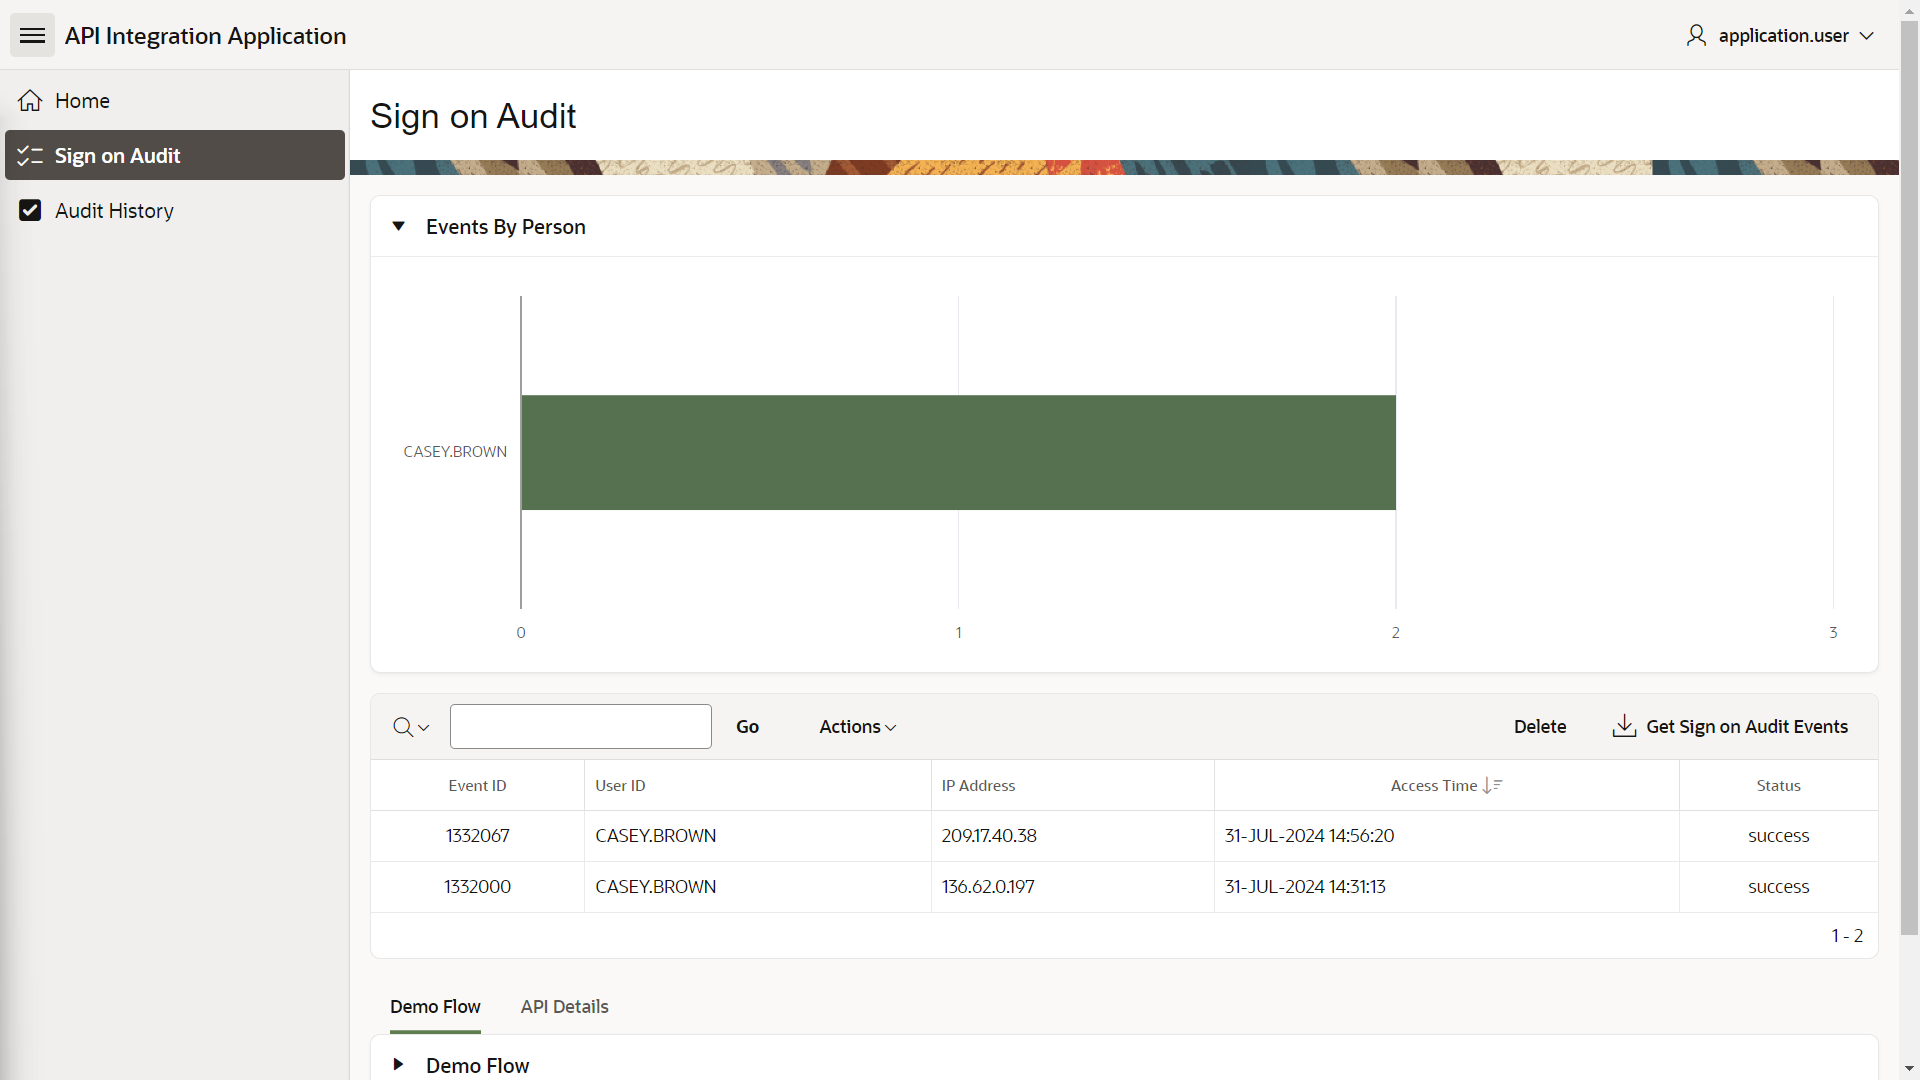 API Integration Application
application.user
Home
Sign on Audit
Audit History
Sign on Audit
Events By Person
CASEY.BROWN
0 1 2 3
Go Actions Delete Get Sign on Audit Events
Event ID User ID IP Address Access Time Status
1332067 CASEY.BROWN 209.17.40.38 31-JUL-2024 14:56:20 success
1332000 CASEY.BROWN 136.62.0.197 31-JUL-2024 14:31:13 success
1 - 2
Demo Flow API Details
Demo Flow